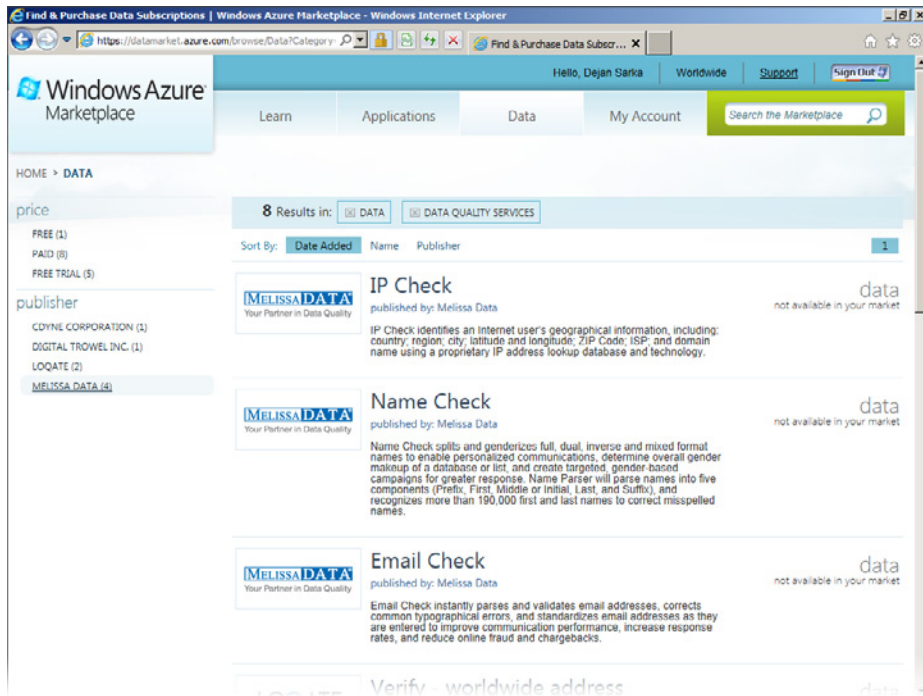 Find & Purchase Data Subscriptions | Windows Azure Marketplace - Windows Internet Explorer
https://datamarket.azure.com/browse/Data?Category
Find & Purchase Data Subscr... X
Hello, Dejan Sarka Worldwide Support Sign Out
Windows Azure
Marketplace
Learn Applications Data My Account Search the Marketplace
HOME > DATA
price
FREE (1)
PAID (8)
FREE TRIAL (5)
publisher
CDYNE CORPORATION (1)
DIGITAL TROWEL INC. (1)
LOQATE (2)
MELISSA DATA (4)
8 Results in: DATA DATA QUALITY SERVICES
Sort By: Date Added Name Publisher 1
MELISSA DATA
Your Partner in Data Quality
IP Check
published by: Melissa Data
IP Check identifies an Internet user's geographical information, including:
country; region; city; latitude and longitude; ZIP Code; ISP; and domain
name using a proprietary IP address lookup database and technology.
data
not available in your market
MELISSA DATA
Your Partner in Data Quality
Name Check
published by: Melissa Data
Name Check splits and genderizes full, dual, inverse and mixed format
names to enable personalized communications, determine overall gender
makeup of a database or list, and create targeted, gender-based
campaigns for greater response. Name Parser will parse names into five
components (Prefix, First, Middle or Initial, Last, and Suffix), and
recognizes more than 190,000 first and last names to correct misspelled
names.
data
not available in your market
MELISSA DATA
Your Partner in Data Quality
Email Check
published by: Melissa Data
Email Check instantly parses and validates email addresses, corrects
common typographical errors, and standardizes email addresses as they
are entered to improve communication performance, increase response
rates, and reduce online fraud and chargebacks.
data
not available in your market
LOQATE
Verify - worldwide address
data